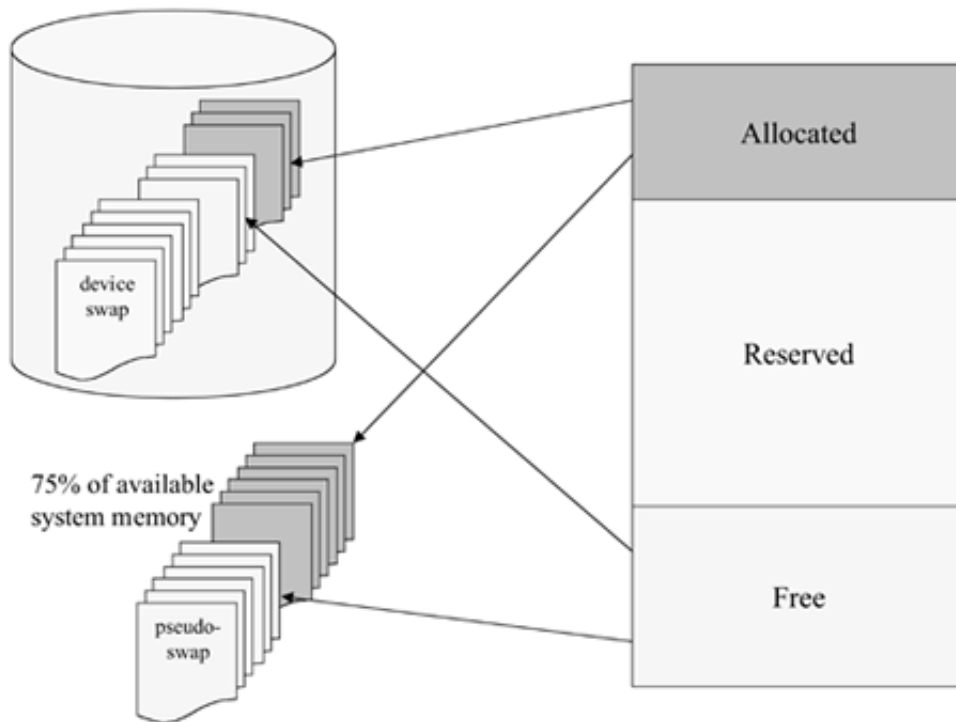 Allocated
device
swap
Reserved
75% of available
system memory
Free
pseudo-
swap